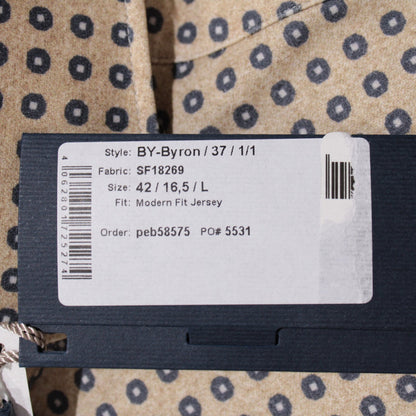 Style: BY-Byron / 37 / 1/1
Fabric: SF18269
Size: 42 / 16,5 / L
Fit: Modern Fit Jersey
Order: peb58575 PO# 5531
4062801725274